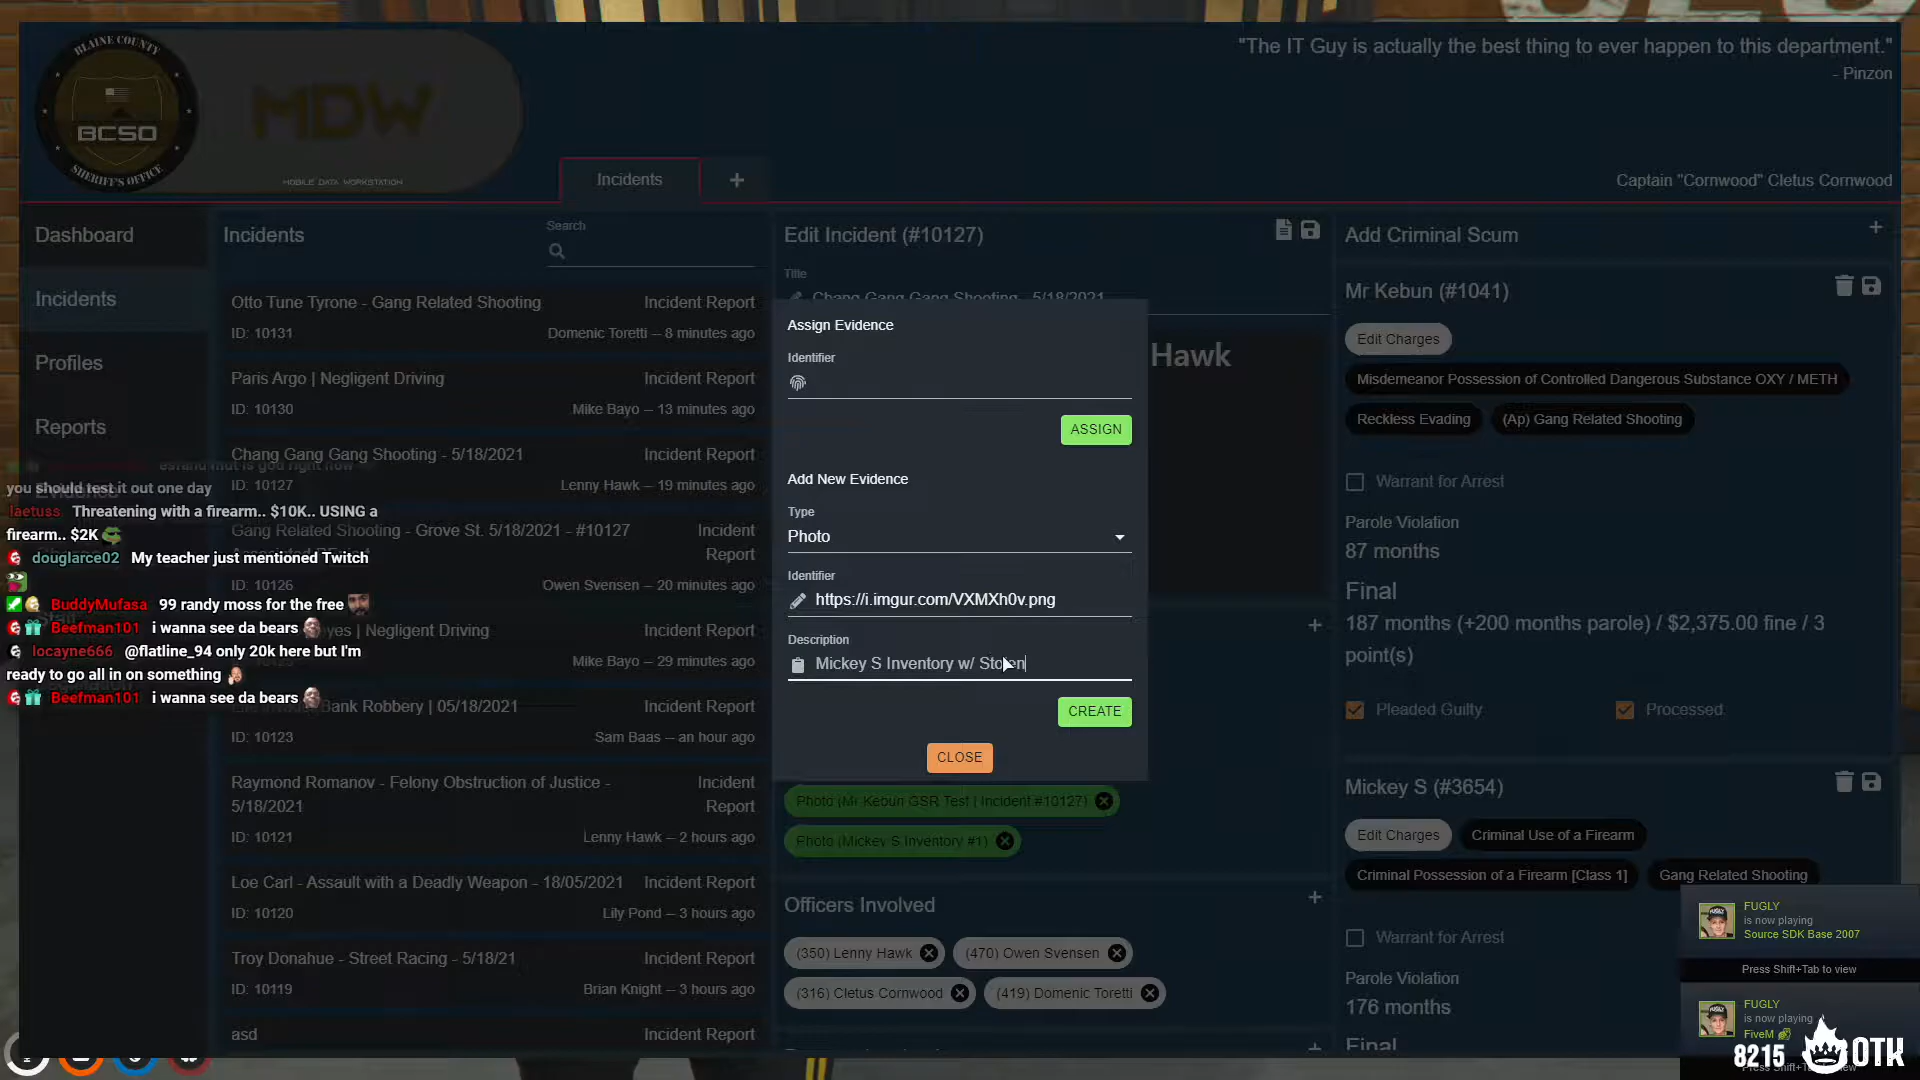 "The IT Guy is actually the best thing to ever happen to this department."
- Pinzon
BLAINE COUNTY
BCSO
SHERIFF'S OFFICE
MDW
MOBILE DATA WORKSTATION
Incidents
+
Captain "Cornwood" Cletus Cornwood
Dashboard
Incidents
Profiles
Reports
Incidents
Search
Otto Tune Tyrone - Gang Related Shooting
Incident Report
ID: 10131
Domenic Toretti – 8 minutes ago
Paris Argo | Negligent Driving
Incident Report
ID: 10130
Mike Bayo – 13 minutes ago
Chang Gang Gang Shooting - 5/18/2021
Incident Report
ID: 10127
Lenny Hawk – 19 minutes ago
Gang Related Shooting - Grove St. 5/18/2021 - #10127
Incident
Report
ID: 10126
Owen Svensen – 20 minutes ago
yes | Negligent Driving
Incident Report
Mike Bayo – 29 minutes ago
Bank Robbery | 05/18/2021
Incident Report
ID: 10123
Sam Baas – an hour ago
Raymond Romanov - Felony Obstruction of Justice -
5/18/2021
Incident
Report
ID: 10121
Lenny Hawk – 2 hours ago
Loe Carl - Assault with a Deadly Weapon - 18/05/2021
Incident Report
ID: 10120
Lily Pond – 3 hours ago
Troy Donahue - Street Racing - 5/18/21
Incident Report
ID: 10119
Brian Knight – 3 hours ago
asd
Incident Report
you should test it out one day
laetuss Threatening with a firearm.. $10K.. USING a
firearm.. $2K
douglarce02 My teacher just mentioned Twitch
BuddyMufasa 99 randy moss for the free
Beefman101 i wanna see da bears
locayne666 @flatline_94 only 20k here but I'm
ready to go all in on something
Beefman101 i wanna see da bears
Edit Incident (#10127)
Title
Chang Gang Gang Shooting - 5/18/2021
Hawk
Assign Evidence
Identifier
ASSIGN
Add New Evidence
Type
Photo
Identifier
https://i.imgur.com/VXMXh0v.png
Description
Mickey S Inventory w/ Stolen
CREATE
CLOSE
Photo (Mr Kebun GSR Test | Incident #10127)
Photo (Mickey S Inventory #1)
Officers Involved
+
(350) Lenny Hawk
(470) Owen Svensen
(316) Cletus Cornwood
(419) Domenic Toretti
Add Criminal Scum
+
Mr Kebun (#1041)
Edit Charges
Misdemeanor Possession of Controlled Dangerous Substance OXY / METH
Reckless Evading
(Ap) Gang Related Shooting
Warrant for Arrest
Parole Violation
87 months
Final
187 months (+200 months parole) / $2,375.00 fine / 3
point(s)
Pleaded Guilty
Processed
Mickey S (#3654)
Edit Charges
Criminal Use of a Firearm
Criminal Possession of a Firearm [Class 1]
Gang Related Shooting
Warrant for Arrest
Parole Violation
176 months
Final
FUGLY
is now playing
Source SDK Base 2007
Press Shift+Tab to view
FUGLY
is now playing
FiveM
8215
OTK